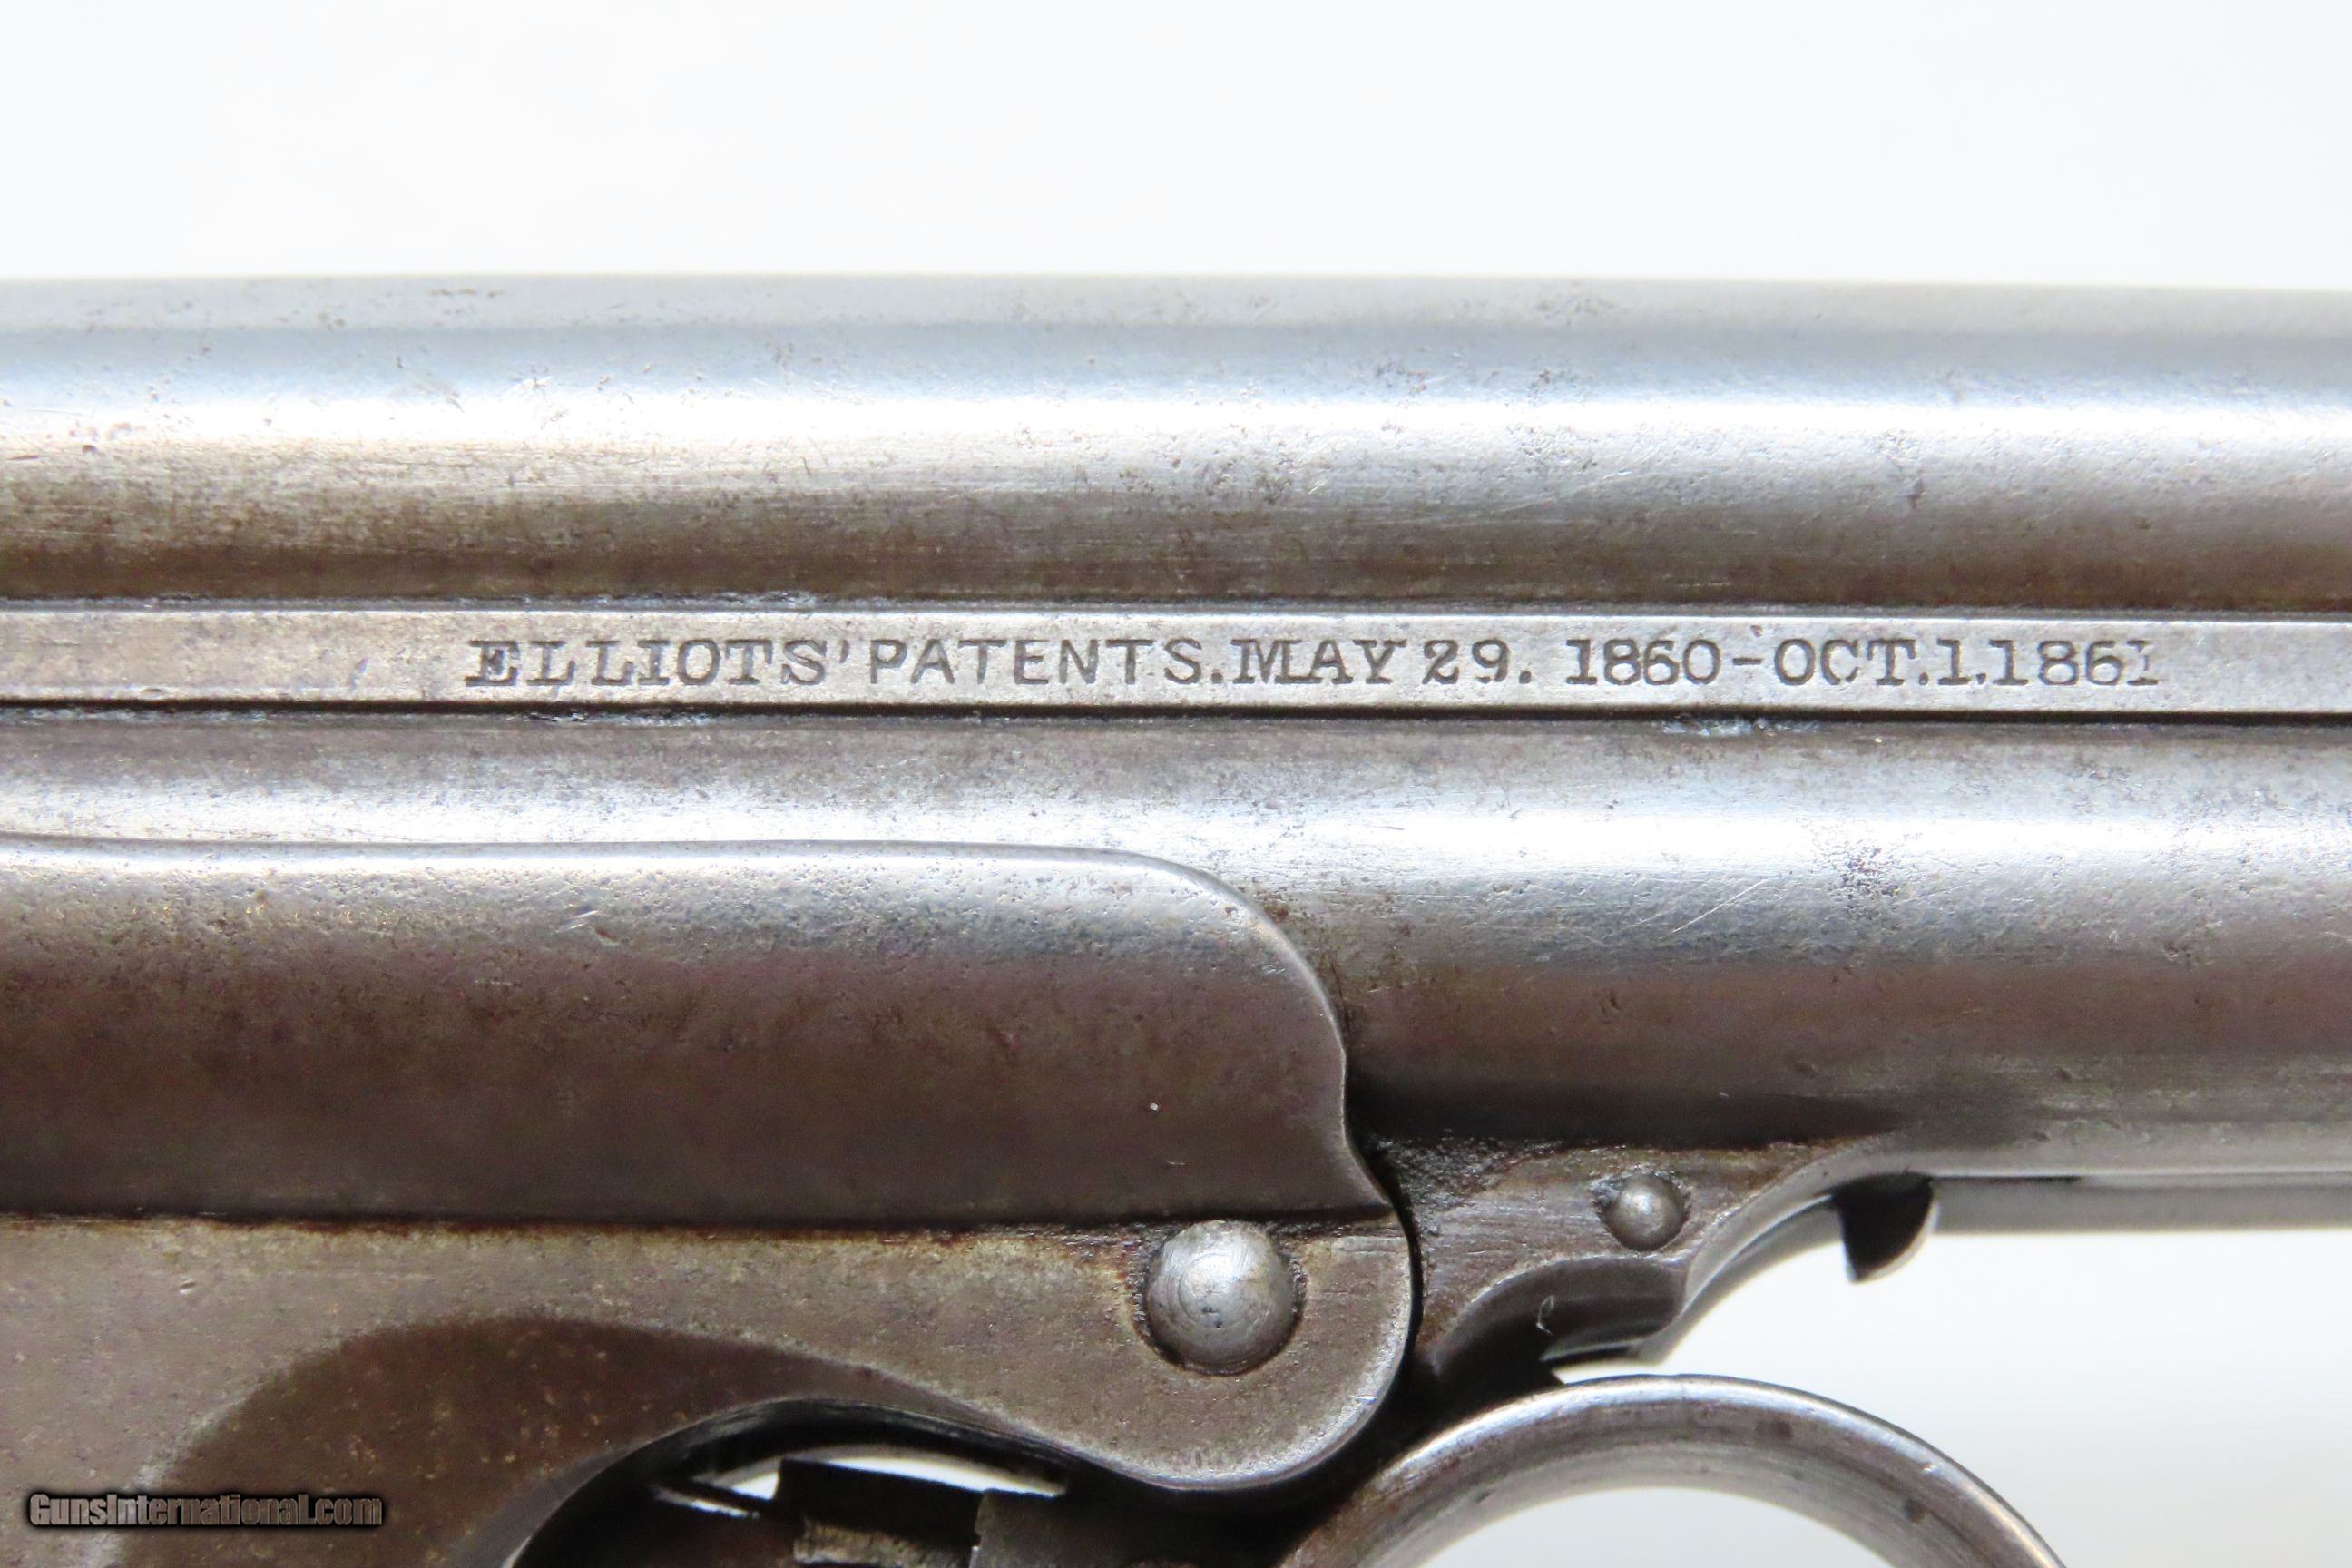 ELLIOTS' PATENTS. MAY 29. 1860-OCT.1.1861
GunsInternational.com